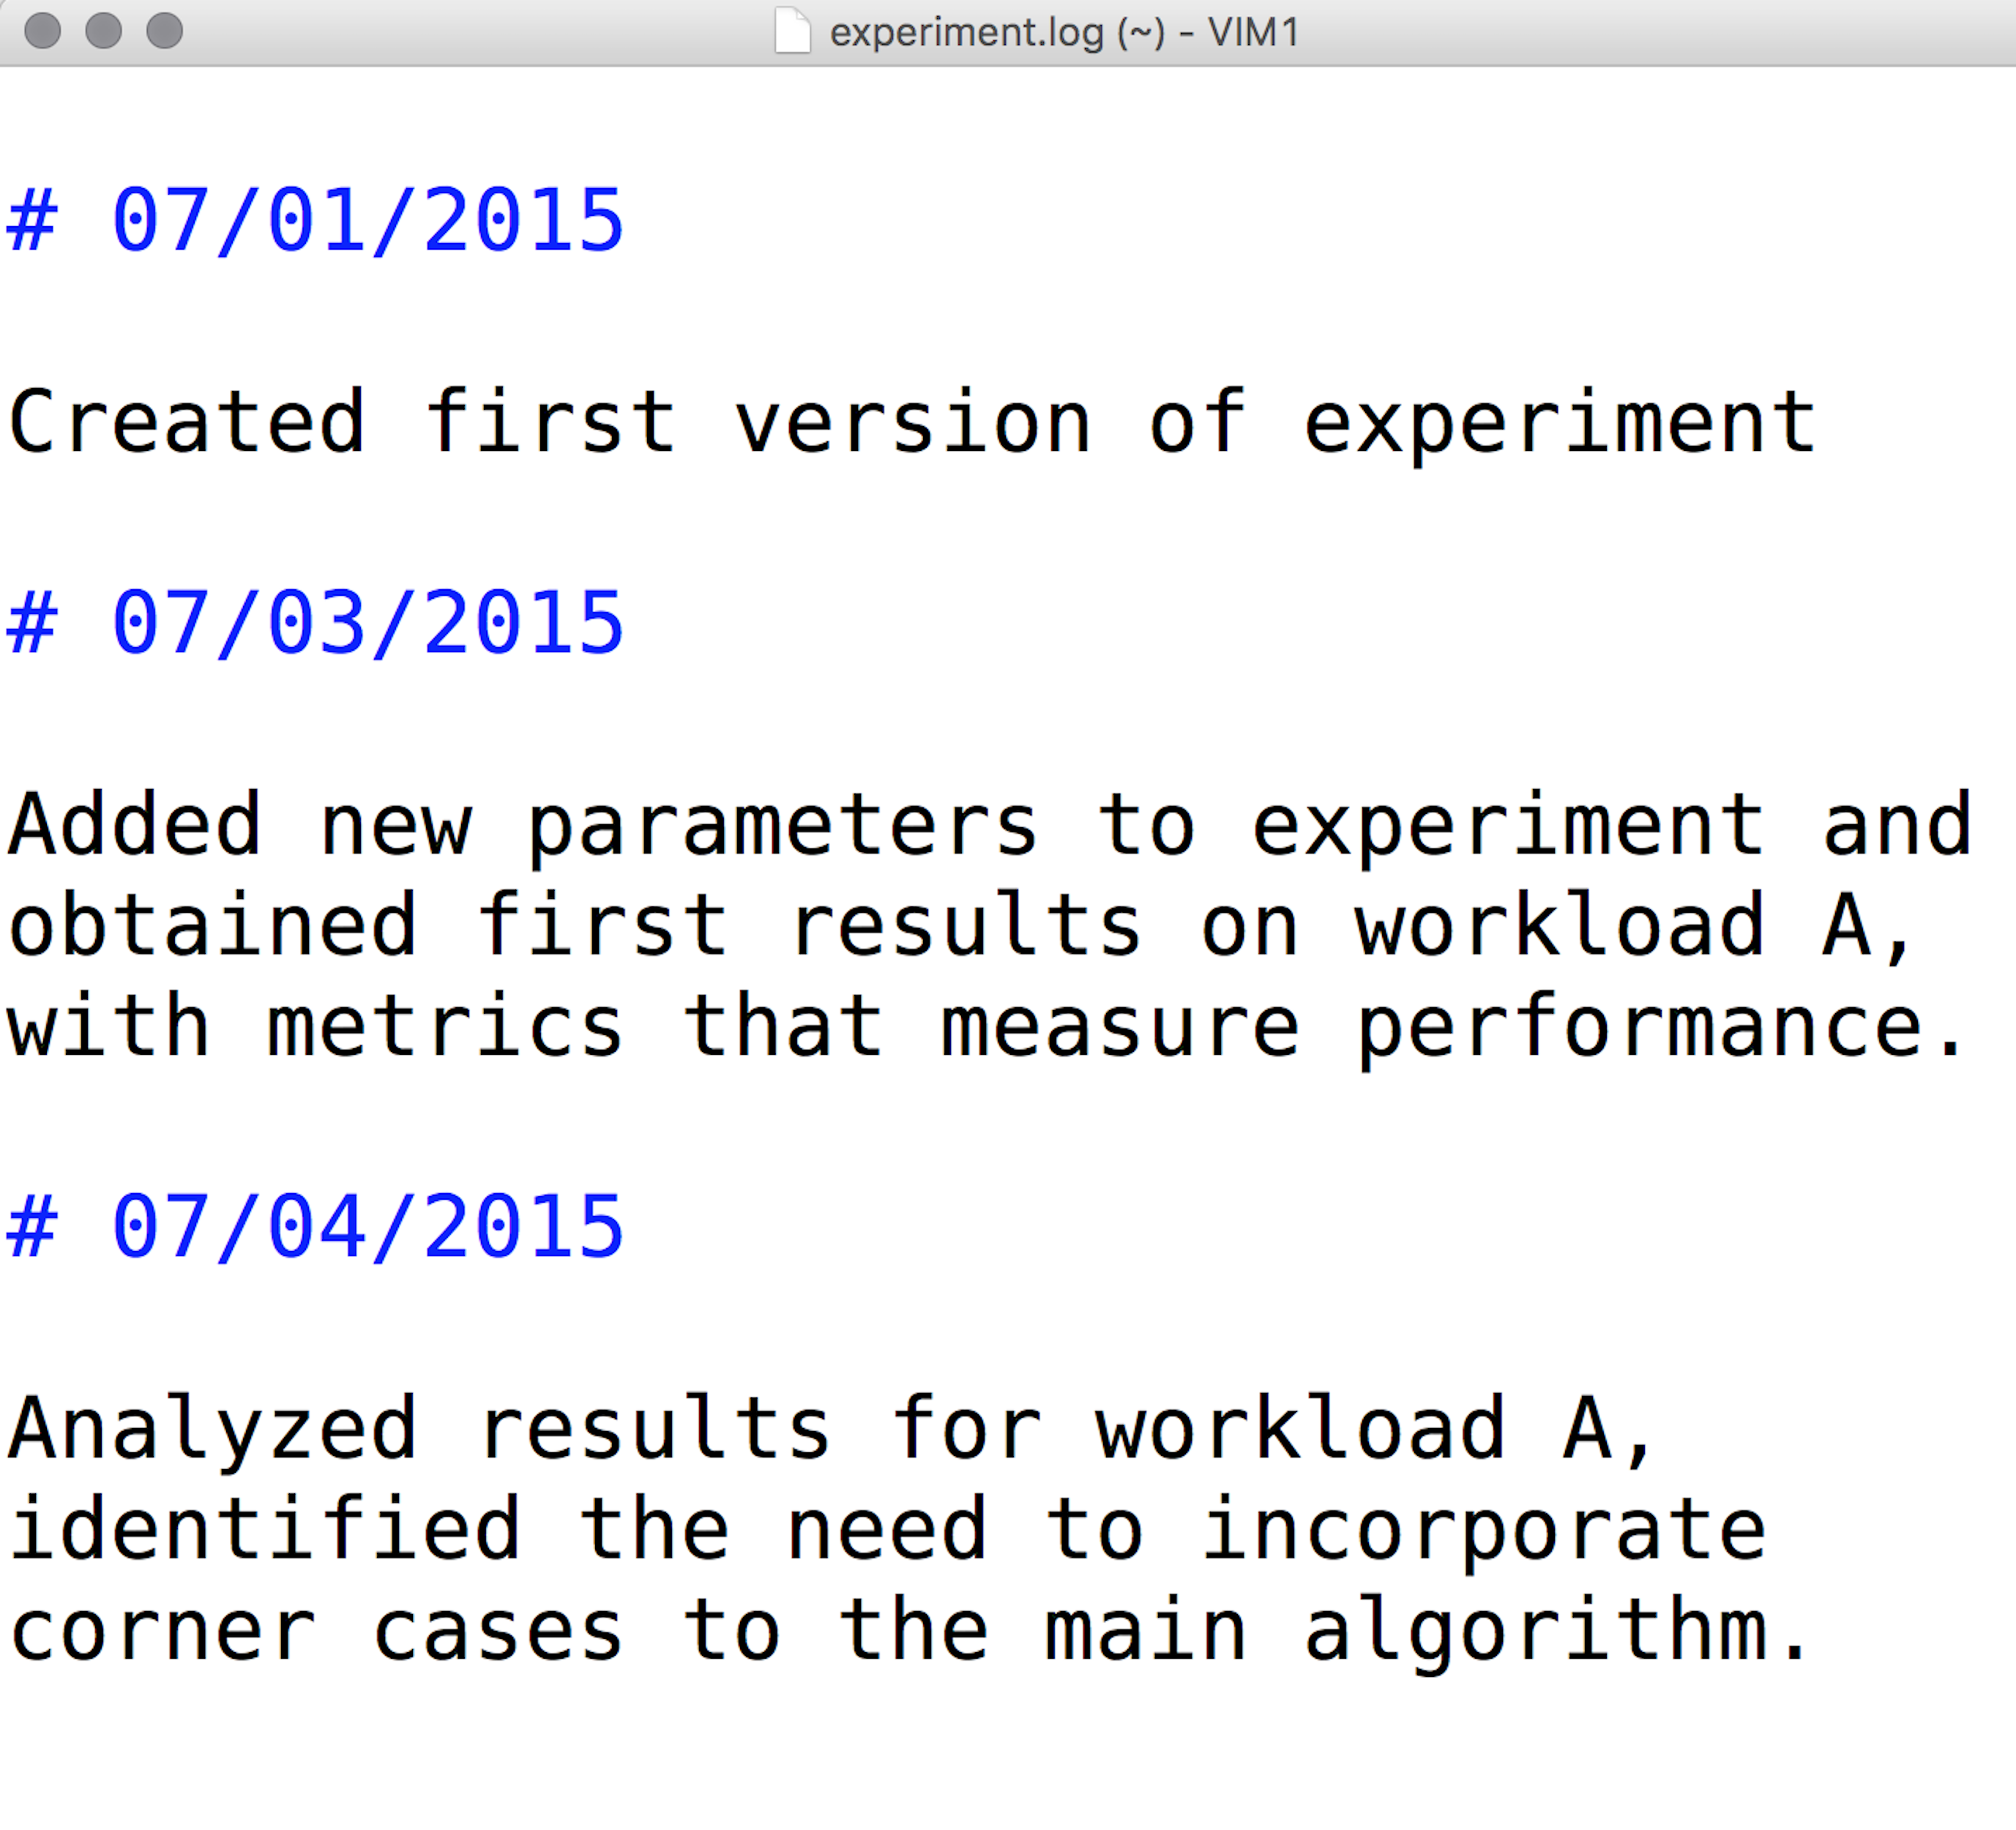 experiment.log (~) - VIM1
# 07/01/2015
Created first version of experiment
# 07/03/2015
Added new parameters to experiment and
obtained first results on workload A,
with metrics that measure performance.
# 07/04/2015
Analyzed results for workload A,
identified the need to incorporate
corner cases to the main algorithm.